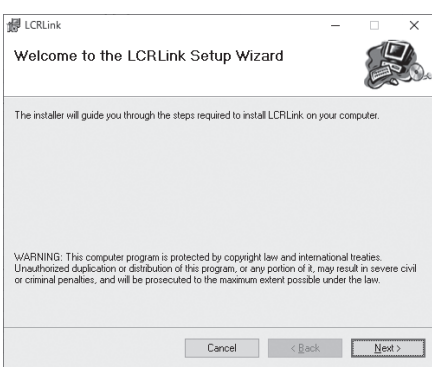 LCRLink
Welcome to the LCRLink Setup Wizard
The installer will guide you through the steps required to install LCRLink on your computer.
WARNING: This computer program is protected by copyright law and international treaties.
Unauthorized duplication or distribution of this program, or any portion of it, may result in severe civil
or criminal penalties, and will be prosecuted to the maximum extent possible under the law.
Cancel
< Back
Next >